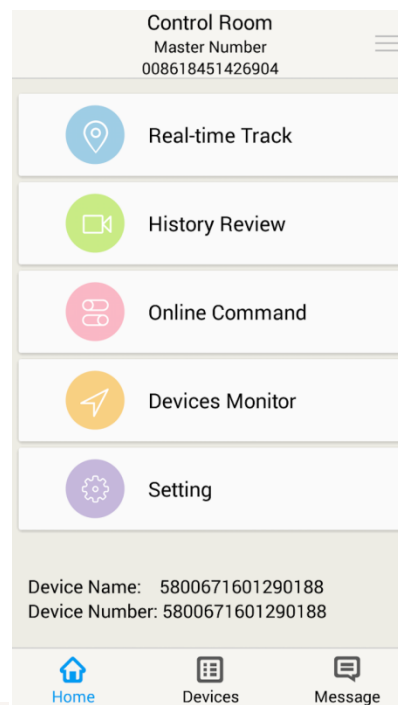 Control Room
Master Number
008618451426904
Real-time Track
History Review
Online Command
Devices Monitor
Setting
Device Name: 5800671601290188
Device Number: 5800671601290188
Home Devices Message